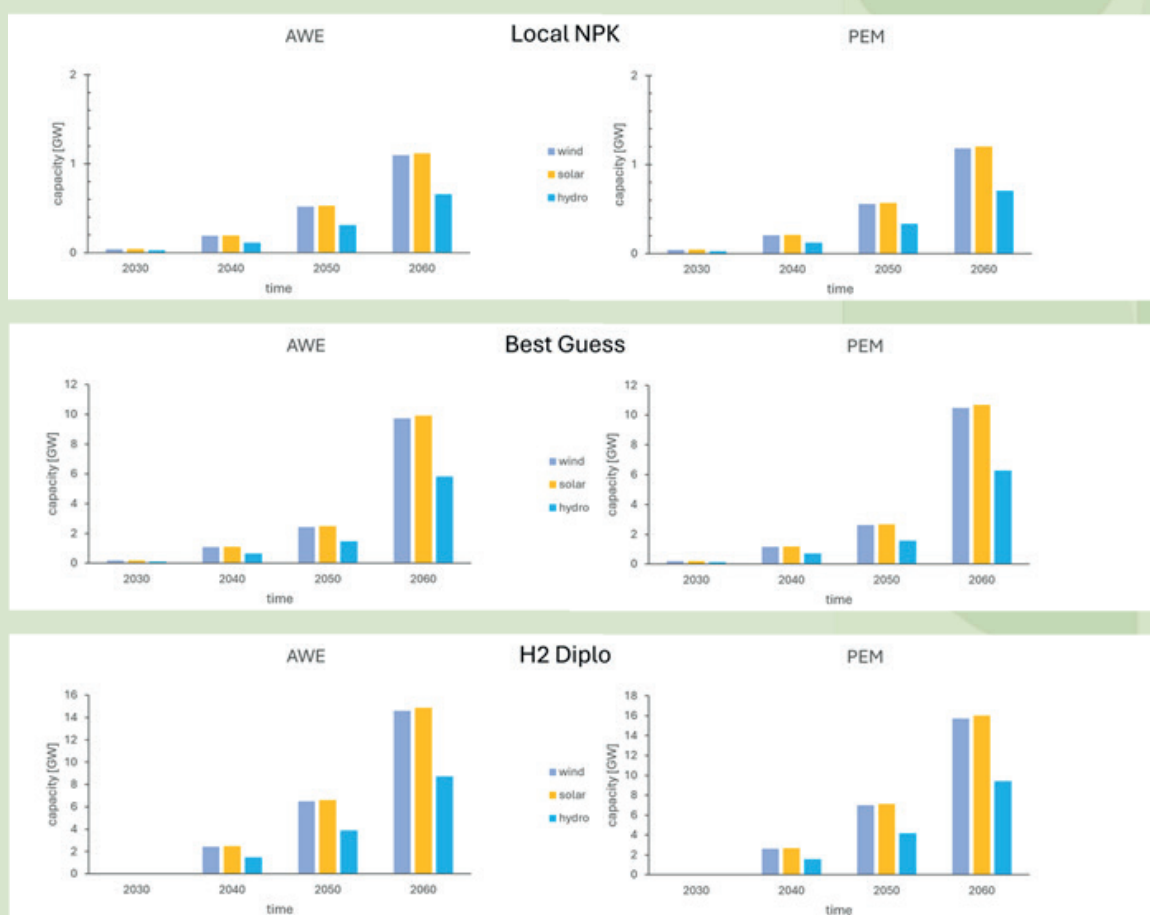 AWE Local NPK PEM
capacity [GW]
2
1
0
2030 2040 2050 2060
time
wind
solar
hydro
capacity [GW]
2
1
0
2030 2040 2050 2060
time
AWE Best Guess PEM
capacity [GW]
12
10
8
6
4
2
0
2030 2040 2050 2060
time
wind
solar
hydro
capacity [GW]
12
10
8
6
4
2
0
2030 2040 2050 2060
time
AWE H2 Diplo PEM
capacity [GW]
16
14
12
10
8
6
4
2
0
2030 2040 2050 2060
time
wind
solar
hydro
capacity [GW]
18
16
14
12
10
8
6
4
2
0
2030 2040 2050 2060
time